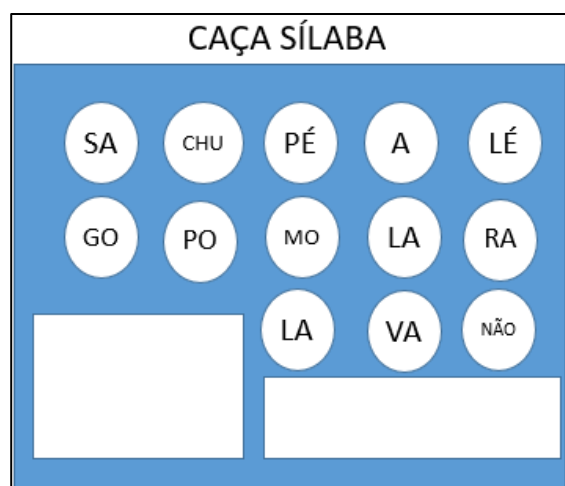 CAÇA SÍLABA
SA CHU PÉ A LÉ
GO PO MO LA RA
LA VA NÃO